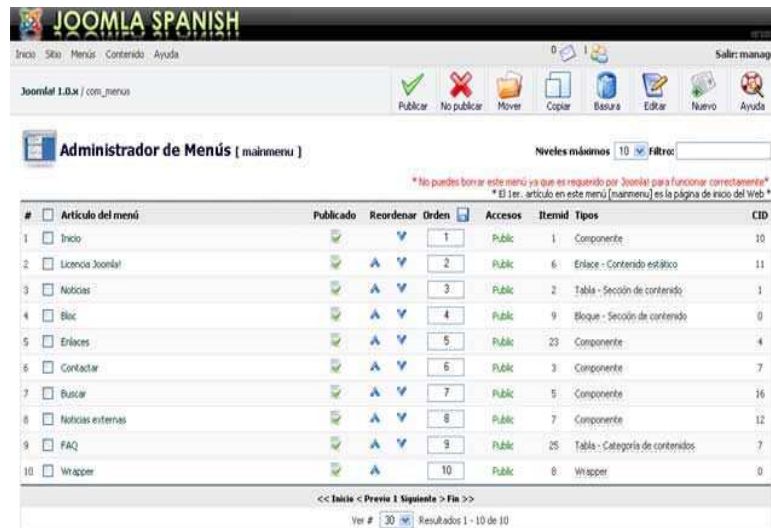 JOOMLA SPANISH
Inicio Sitio Menús Contenido Ayuda 0 1 Salir: manag
Joomla! 1.0.x / com_menus
Publicar No publicar Mover Copiar Basura Editar Nuevo Ayuda
Administrador de Menús [ mainmenu ] Niveles máximos 10 Filtro:
* No puedes borrar este menú ya que es requerido por Joomla! para funcionar correctamente*
* El 1er. artículo en este menú [mainmenu] es la página de inicio del Web *
# Artículo del menú Publicado Reordenar Orden Accesos Itemid Tipos CID
1 Inicio 1 Public 1 Componente 10
2 Licencia Joomla! 2 Public 6 Enlace - Contenido estático 11
3 Noticias 3 Public 2 Tabla - Sección de contenido 1
4 Bloc 4 Public 9 Bloque - Sección de contenido 0
5 Enlaces 5 Public 23 Componente 4
6 Contactar 6 Public 3 Componente 7
7 Buscar 7 Public 5 Componente 16
8 Noticias externas 8 Public 7 Componente 12
9 FAQ 9 Public 25 Tabla - Categoría de contenidos 7
10 Wrapper 10 Public 8 Wrapper 0
<< Inicio < Previo 1 Siguiente > Fin >>
Ver # 30 Resultados 1 - 10 de 10